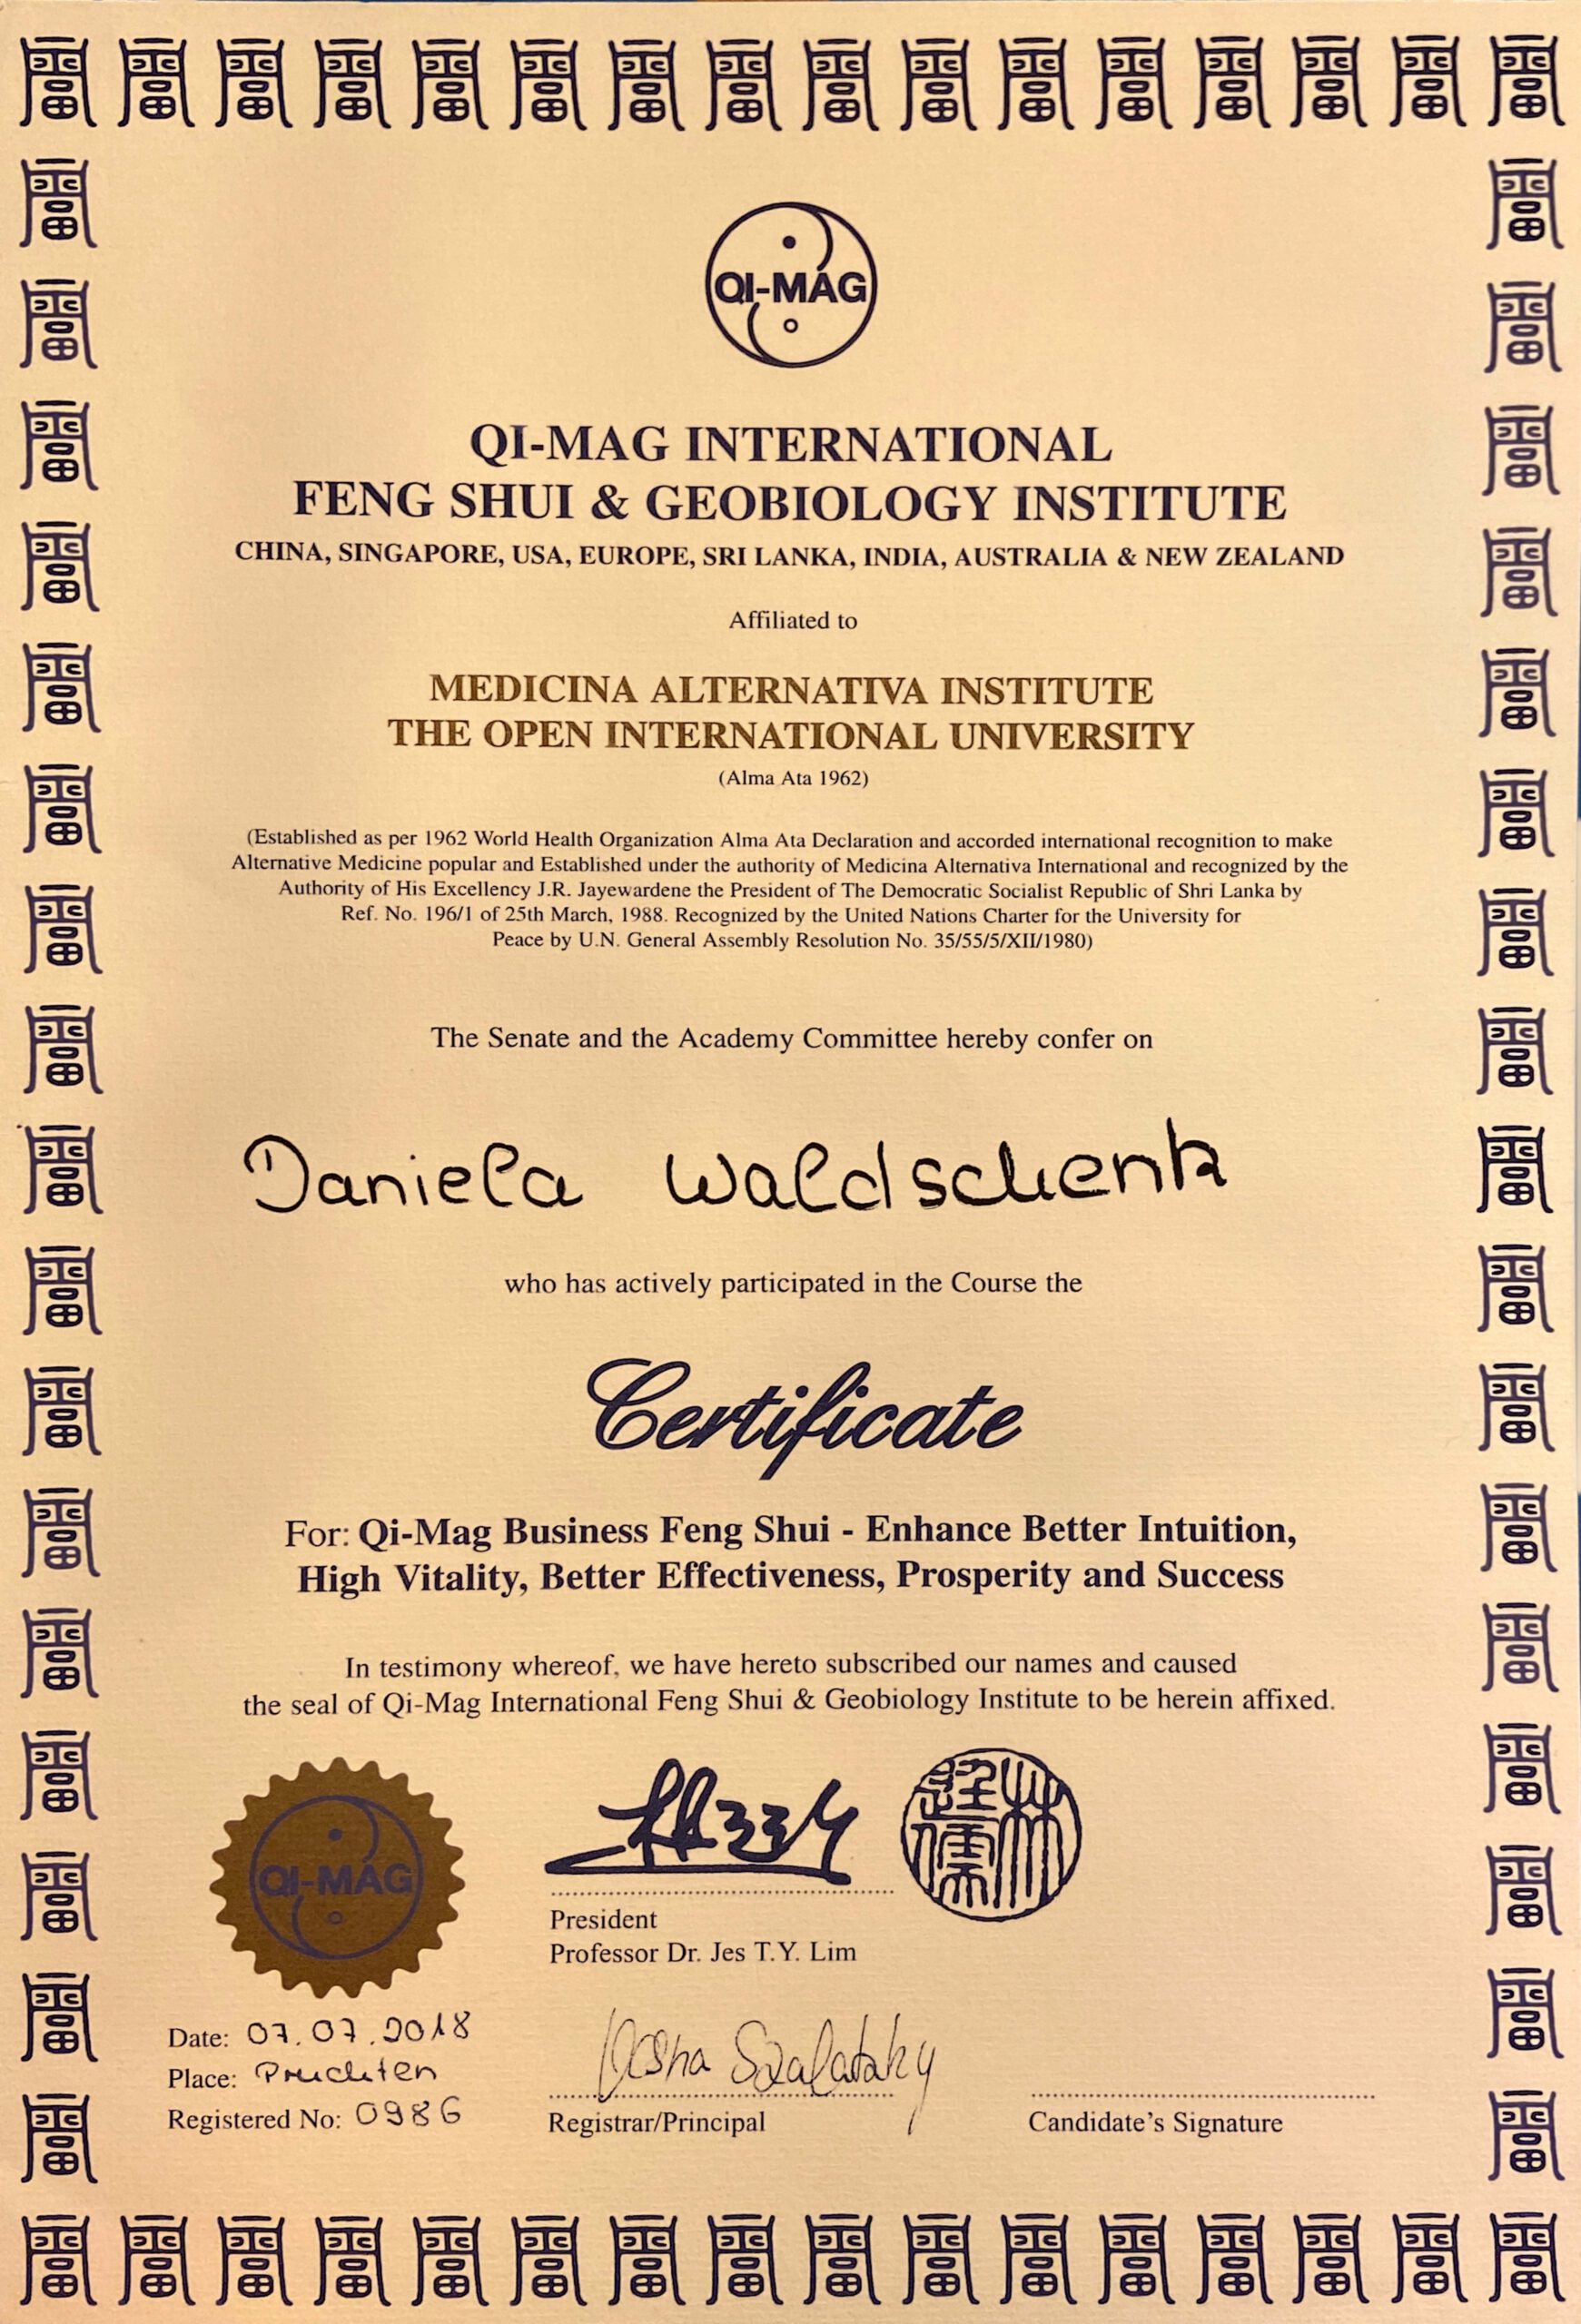 QI-MAG
QI-MAG INTERNATIONAL
FENG SHUI & GEOBIOLOGY INSTITUTE
CHINA, SINGAPORE, USA, EUROPE, SRI LANKA, INDIA, AUSTRALIA & NEW ZEALAND
Affiliated to
MEDICINA ALTERNATIVA INSTITUTE
THE OPEN INTERNATIONAL UNIVERSITY
(Alma Ata 1962)
(Established as per 1962 World Health Organization Alma Ata Declaration and accorded international recognition to make
Alternative Medicine popular and Established under the authority of Medicina Alternativa International and recognized by the
Authority of His Excellency J.R. Jayewardene the President of The Democratic Socialist Republic of Shri Lanka by
Ref. No. 196/1 of 25th March, 1988. Recognized by the United Nations Charter for the University for
Peace by U.N. General Assembly Resolution No. 35/55/5/XII/1980)
The Senate and the Academy Committee hereby confer on
Daniela Waldschenk
who has actively participated in the Course the
Certificate
For: Qi-Mag Business Feng Shui - Enhance Better Intuition,
High Vitality, Better Effectiveness, Prosperity and Success
In testimony whereof, we have hereto subscribed our names and caused
the seal of Qi-Mag International Feng Shui & Geobiology Institute to be herein affixed.
QI-MAG
President
Professor Dr. Jes T.Y. Lim
Date: 07.07.2018
Place: Pruchten
Registered No: 0986
Registrar/Principal
Candidate's Signature